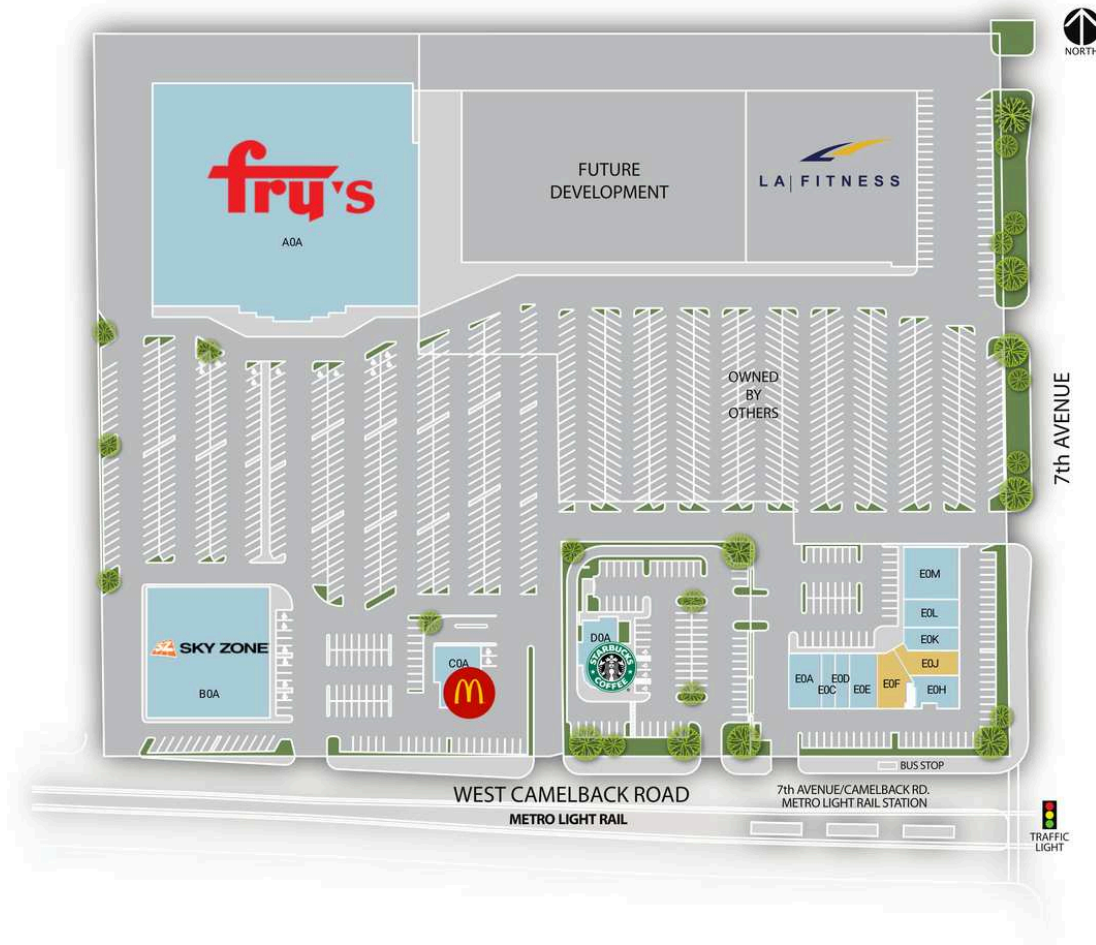 NORTH
fry's
A0A
FUTURE
DEVELOPMENT
LA FITNESS
OWNED
BY
OTHERS
7th AVENUE
SKY ZONE
B0A
C0A
D0A
STARBUCKS
COFFEE
E0A
E0C
E0D
E0E
E0F
E0M
E0L
E0K
E0J
E0H
BUS STOP
WEST CAMELBACK ROAD
METRO LIGHT RAIL
7th AVENUE/CAMELBACK RD.
METRO LIGHT RAIL STATION
TRAFFIC
LIGHT